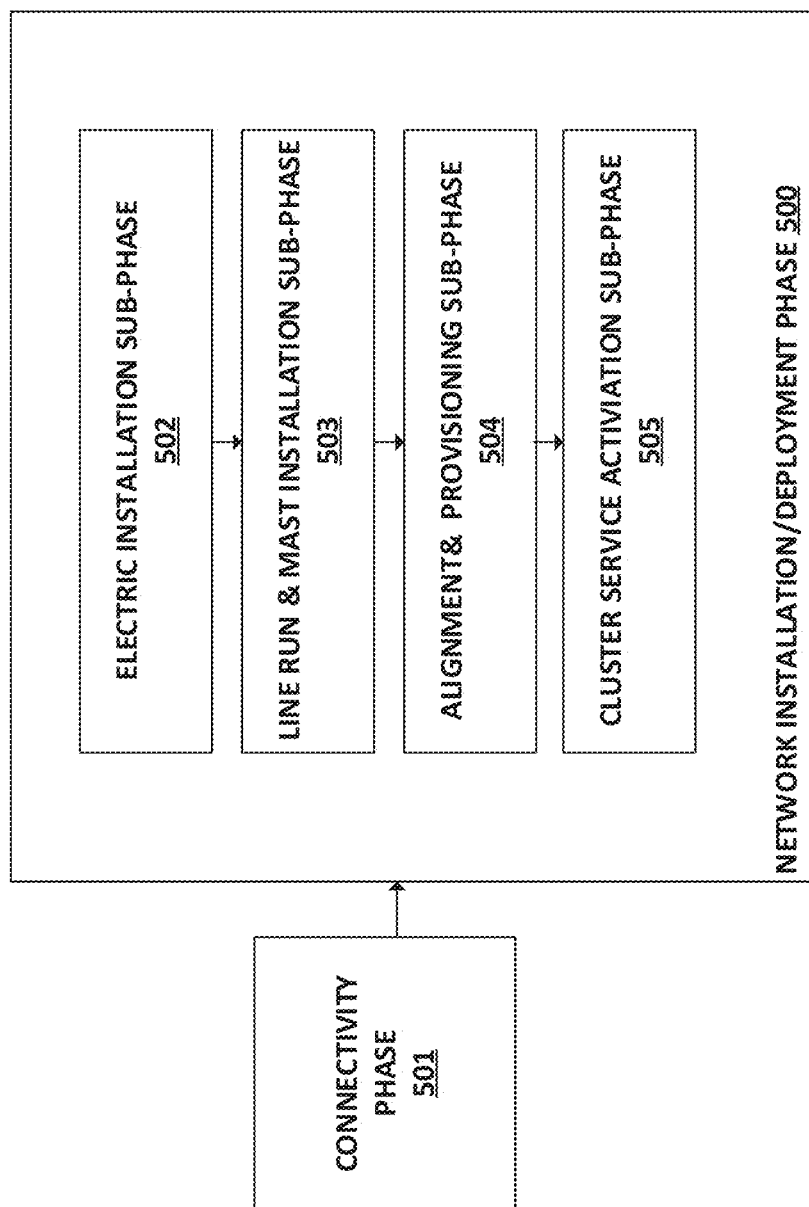 CONNECTIVITY
PHASE
501
ELECTRIC INSTALLATION SUB-PHASE
502
LINE RUN & MAST INSTALLATION SUB-PHASE
503
ALIGNMENT& PROVISIONING SUB-PHASE
504
CLUSTER SERVICE ACTIVIATION SUB-PHASE
505
NETWORK INSTALLATION/DEPLOYMENT PHASE 500